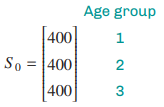 Age group
[400] 1
S₀ = [400] 2
[400] 3